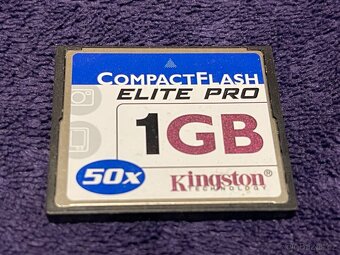 COMPACTFLASH
ELITE PRO
1GB
50x
Kingston
TECHNOLOGY